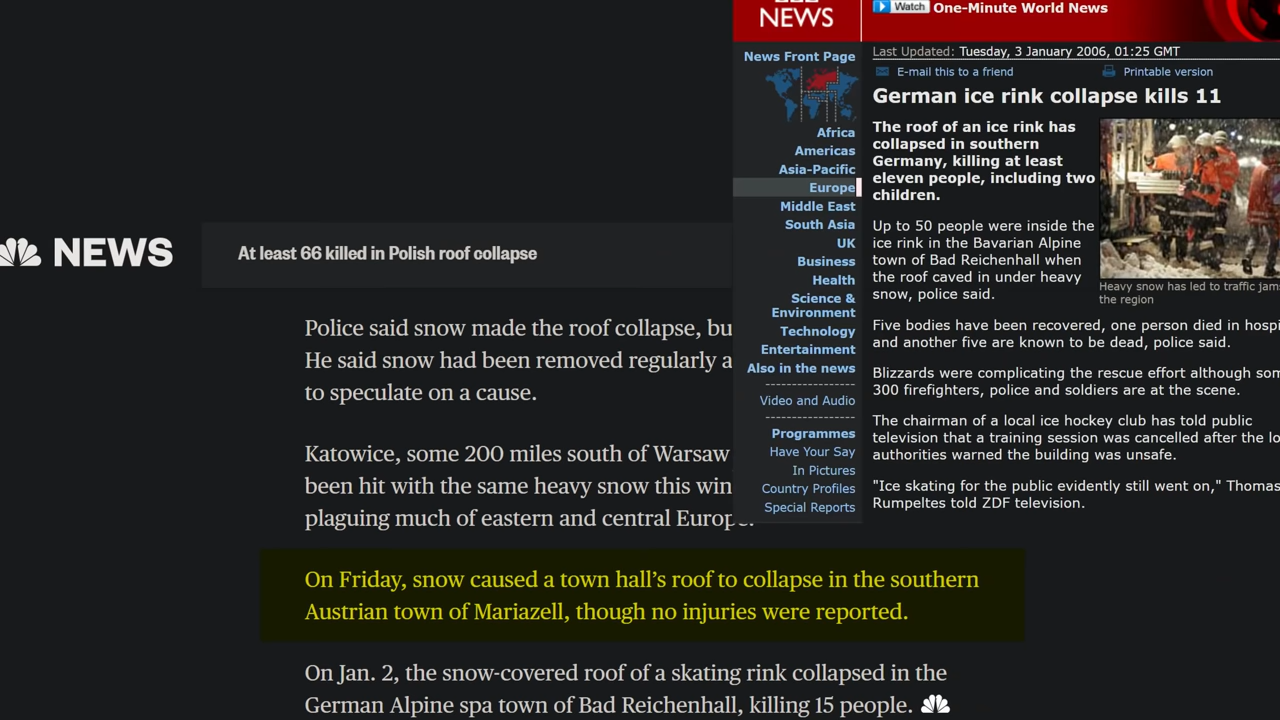 NEWS
At least 66 killed in Polish roof collapse
Police said snow made the roof collapse, bu
He said snow had been removed regularly a
to speculate on a cause.
Katowice, some 200 miles south of Warsaw
been hit with the same heavy snow this win
plaguing much of eastern and central Europe.
On Friday, snow caused a town hall's roof to collapse in the southern
Austrian town of Mariazell, though no injuries were reported.
On Jan. 2, the snow-covered roof of a skating rink collapsed in the
German Alpine spa town of Bad Reichenhall, killing 15 people.
NEWS
Watch One-Minute World News
News Front Page
Africa
Americas
Asia-Pacific
Europe
Middle East
South Asia
UK
Business
Health
Science &
Environment
Technology
Entertainment
Also in the news
Video and Audio
Programmes
Have Your Say
In Pictures
Country Profiles
Special Reports
Last Updated: Tuesday, 3 January 2006, 01:25 GMT
E-mail this to a friend
Printable version
German ice rink collapse kills 11
The roof of an ice rink has
collapsed in southern
Germany, killing at least
eleven people, including two
children.
Up to 50 people were inside the
ice rink in the Bavarian Alpine
town of Bad Reichenhall when
the roof caved in under heavy
snow, police said.
Heavy snow has led to traffic jams
the region
Five bodies have been recovered, one person died in hospi
and another five are known to be dead, police said.
Blizzards were complicating the rescue effort although som
300 firefighters, police and soldiers are at the scene.
The chairman of a local ice hockey club has told public
television that a training session was cancelled after the lo
authorities warned the building was unsafe.
"Ice skating for the public evidently still went on," Thomas
Rumpeltes told ZDF television.